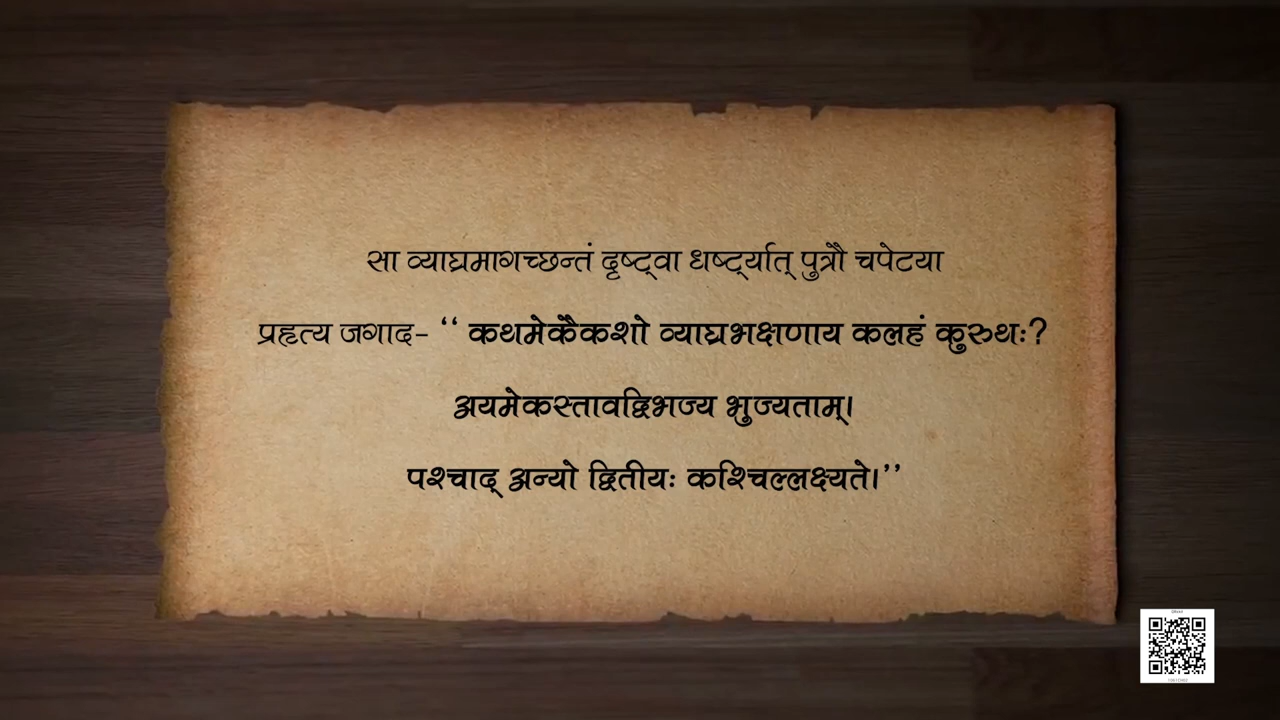 सा व्याघ्रमागच्छन्तं दृष्ट्वा धर्ष्ट्यात् पुत्रौ चपेटया
प्रहृत्य जगाद- ‘‘ कथमेकैकशो व्याघ्रभक्षणाय कलहं कुरुथः?
अयमेकस्तावद्विभज्य भुज्यताम्।
पश्चाद् अन्यो द्वितीयः कश्चिल्लक्ष्यते।’’